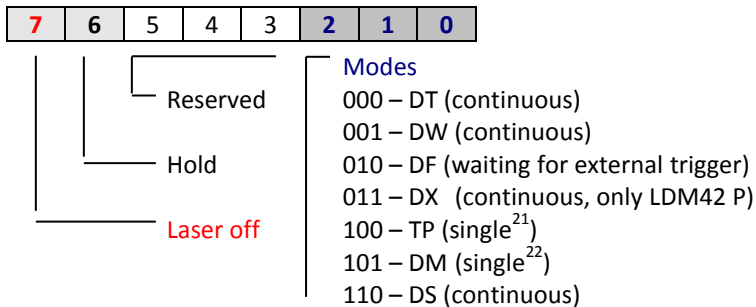 7 6 5 4 3 2 1 0
Modes
Reserved 000 – DT (continuous)
001 – DW (continuous)
Hold 010 – DF (waiting for external trigger)
011 – DX (continuous, only LDM42 P)
Laser off 100 – TP (single21)
101 – DM (single22)
110 – DS (continuous)